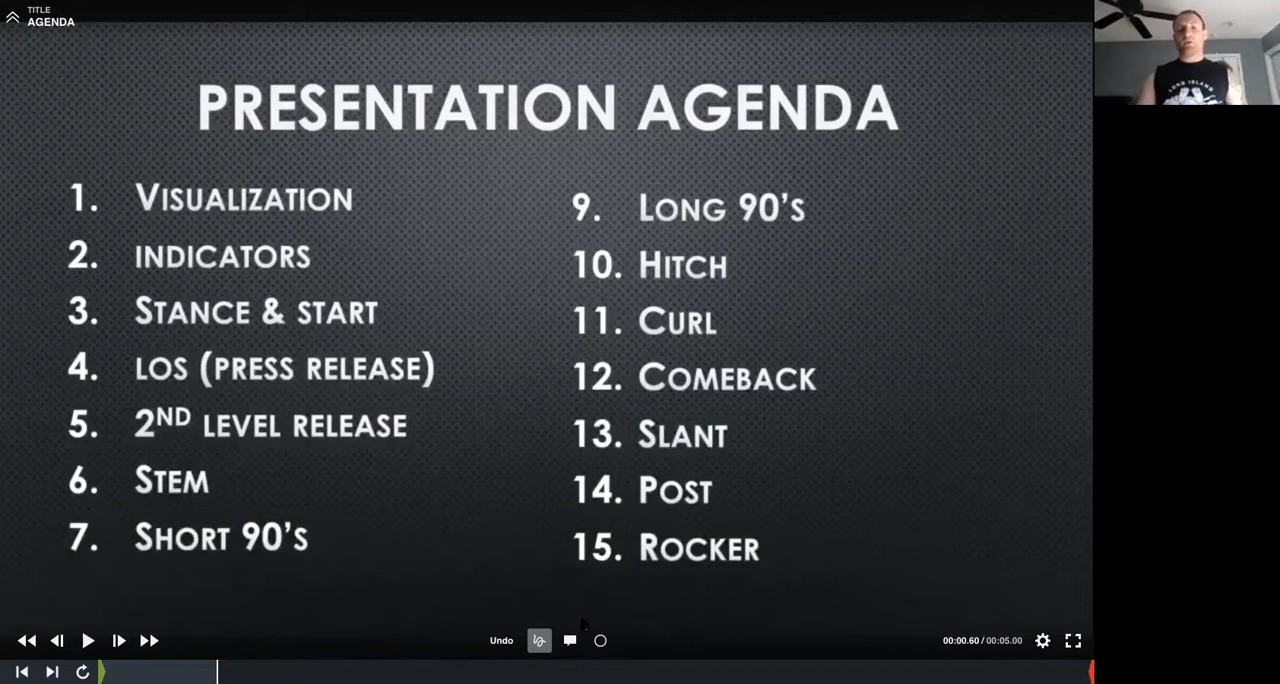 TITLE
AGENDA
PRESENTATION AGENDA
1. VISUALIZATION
2. INDICATORS
3. STANCE & START
4. LOS (PRESS RELEASE)
5. 2ND LEVEL RELEASE
6. STEM
7. SHORT 90'S
9. LONG 90'S
10. HITCH
11. CURL
12. COMEBACK
13. SLANT
14. POST
15. ROCKER
LONG ISLAND
Undo
00:00.60 / 00:05.00